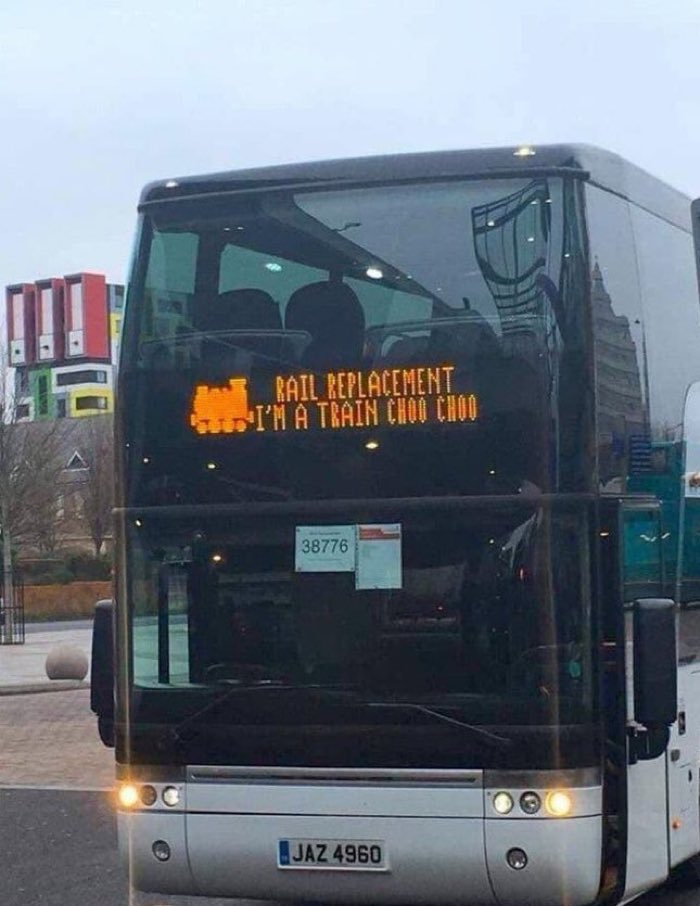 RAIL REPLACEMENT
I'M A TRAIN CHOO CHOO
38776
JAZ 4960